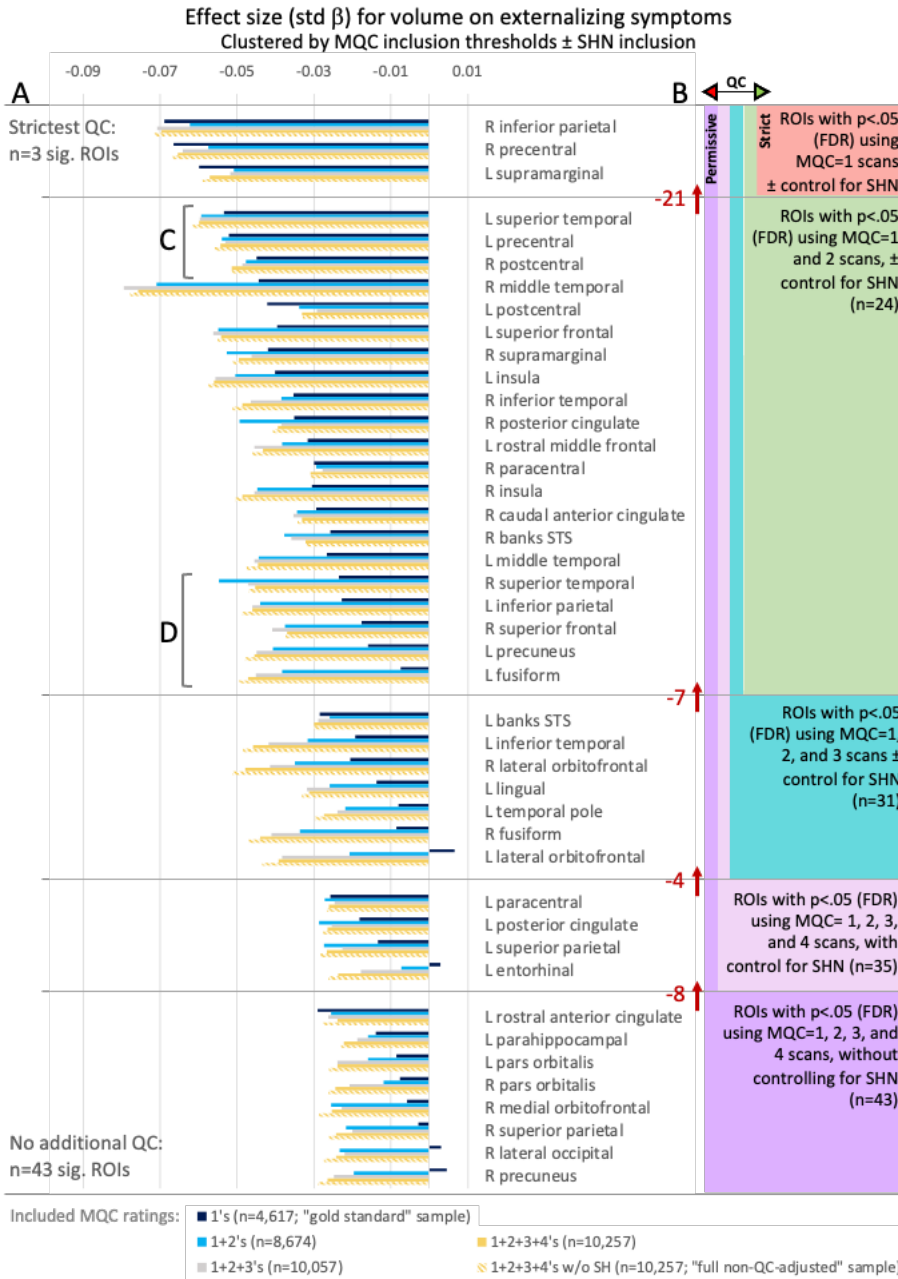 Effect size (std β) for volume on externalizing symptoms
Clustered by MQC inclusion thresholds ± SHN inclusion
-0.09 -0.07 -0.05 -0.03 -0.01 0.01
A
B
QC
Permissive
Strict
Strictest QC:
n=3 sig. ROIs
R inferior parietal
R precentral
L supramarginal
ROIs with p<.05
(FDR) using
MQC=1 scans
± control for SHN
-21
C
L superior temporal
L precentral
R postcentral
R middle temporal
L postcentral
L superior frontal
R supramarginal
L insula
R inferior temporal
R posterior cingulate
L rostral middle frontal
R paracentral
R insula
R caudal anterior cingulate
R banks STS
L middle temporal
D
R superior temporal
L inferior parietal
R superior frontal
L precuneus
L fusiform
ROIs with p<.05
(FDR) using MQC=1
and 2 scans, ±
control for SHN
(n=24)
-7
L banks STS
L inferior temporal
R lateral orbitofrontal
L lingual
L temporal pole
R fusiform
L lateral orbitofrontal
ROIs with p<.05
(FDR) using MQC=1,
2, and 3 scans ±
control for SHN
(n=31)
-4
L paracentral
L posterior cingulate
L superior parietal
L entorhinal
ROIs with p<.05 (FDR)
using MQC= 1, 2, 3,
and 4 scans, with
control for SHN (n=35)
-8
L rostral anterior cingulate
L parahippocampal
L pars orbitalis
R pars orbitalis
R medial orbitofrontal
R superior parietal
R lateral occipital
R precuneus
ROIs with p<.05 (FDR)
using MQC=1, 2, 3, and
4 scans, without
controlling for SHN
(n=43)
No additional QC:
n=43 sig. ROIs
Included MQC ratings:
1's (n=4,617; "gold standard" sample)
1+2's (n=8,674)
1+2+3+4's (n=10,257)
1+2+3's (n=10,057)
1+2+3+4's w/o SH (n=10,257; "full non-QC-adjusted" sample)